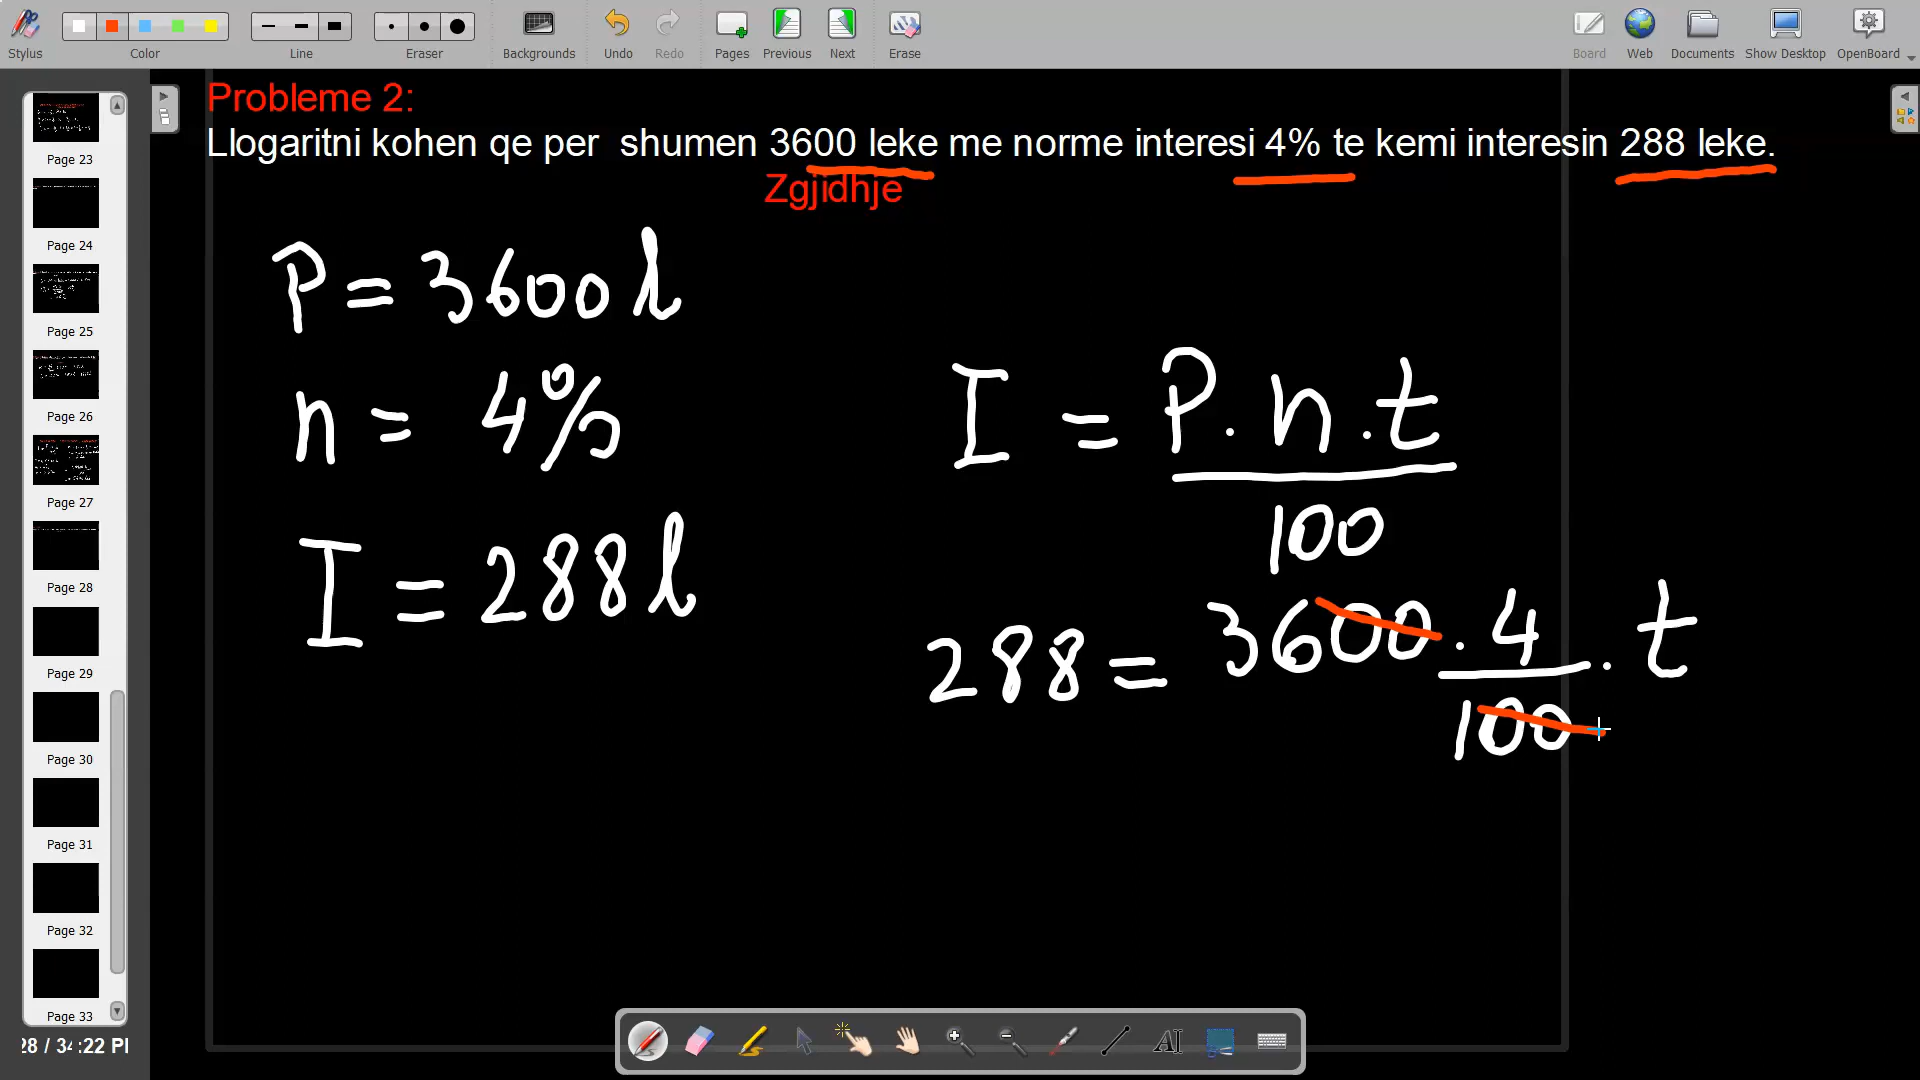 Stylus Color Line Eraser Backgrounds Undo Redo Pages Previous Next Erase Board Web Documents Show Desktop OpenBoard
Probleme 2:
Llogaritni kohen qe per shumen 3600 leke me norme interesi 4% te kemi interesin 288 leke.
Zgjidhje
P = 3600 l
n = 4%
I = 288 l
I = P . n . t
100
288 = 3600 . 4 . t
100
Page 23
Page 24
Page 25
Page 26
Page 27
Page 28
Page 29
Page 30
Page 31
Page 32
Page 33